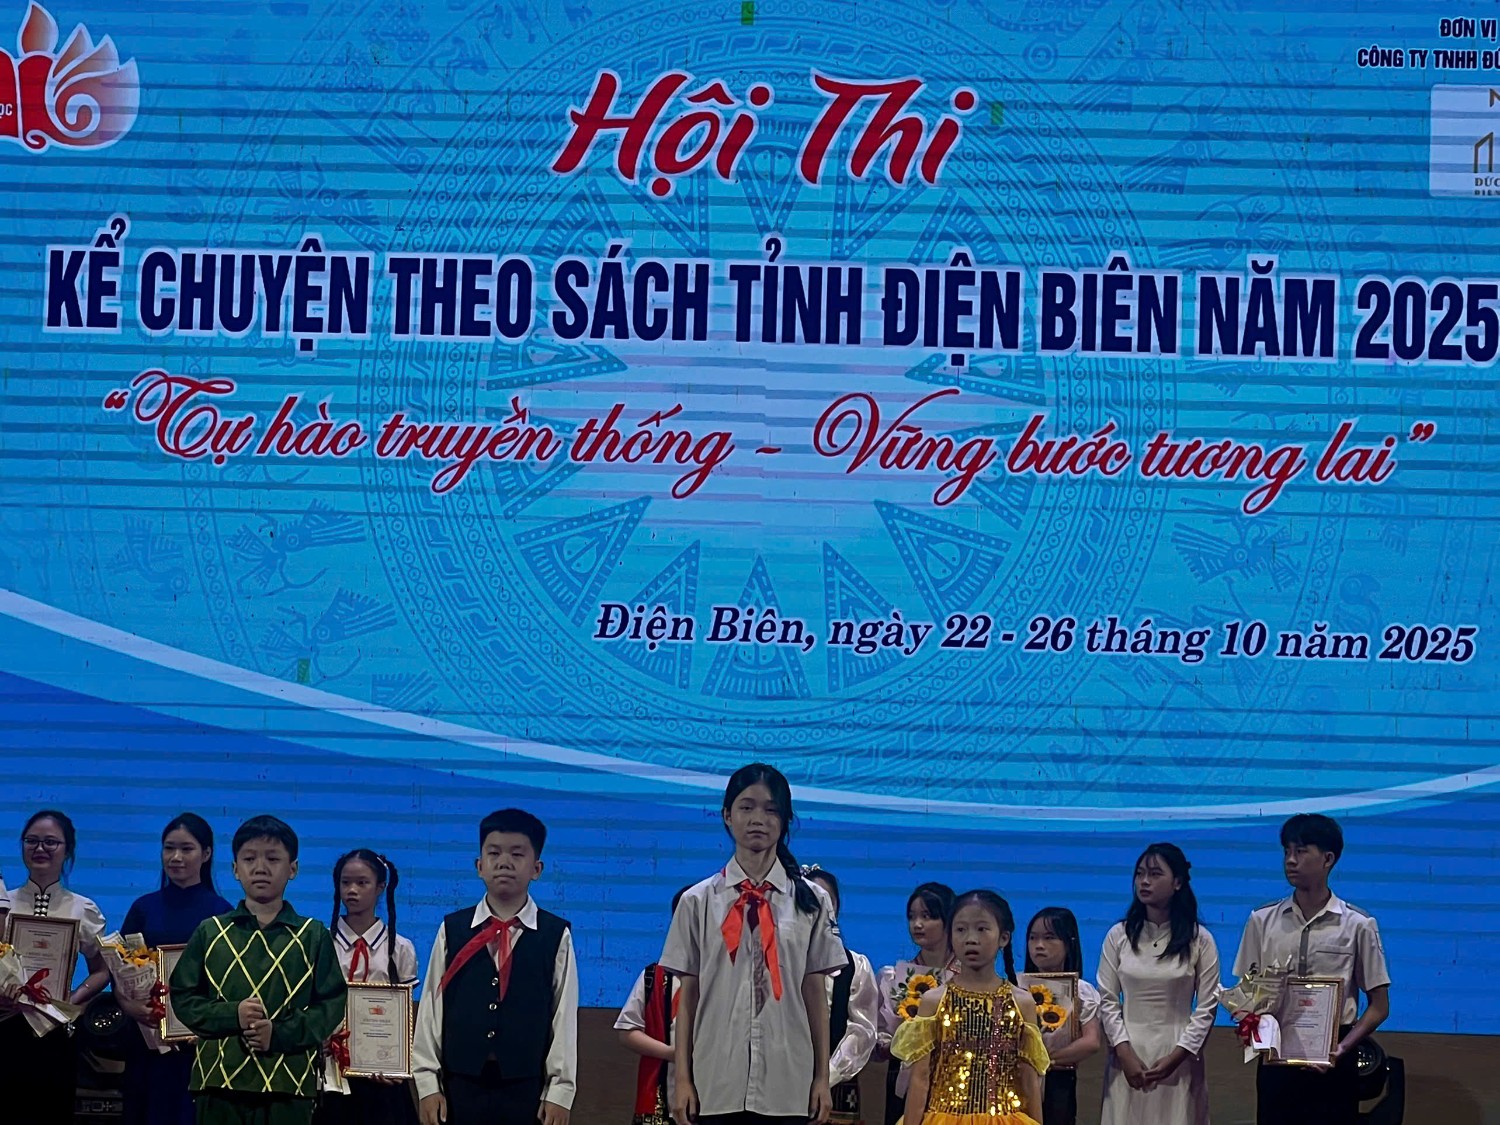 ĐƠN VỊ
CÔNG TY TNHH
Hội Thi
KỂ CHUYỆN THEO SÁCH TỈNH ĐIỆN BIÊN NĂM 2025
“Tự hào truyền thống - Vững bước tương lai”
Điện Biên, ngày 22 - 26 tháng 10 năm 2025